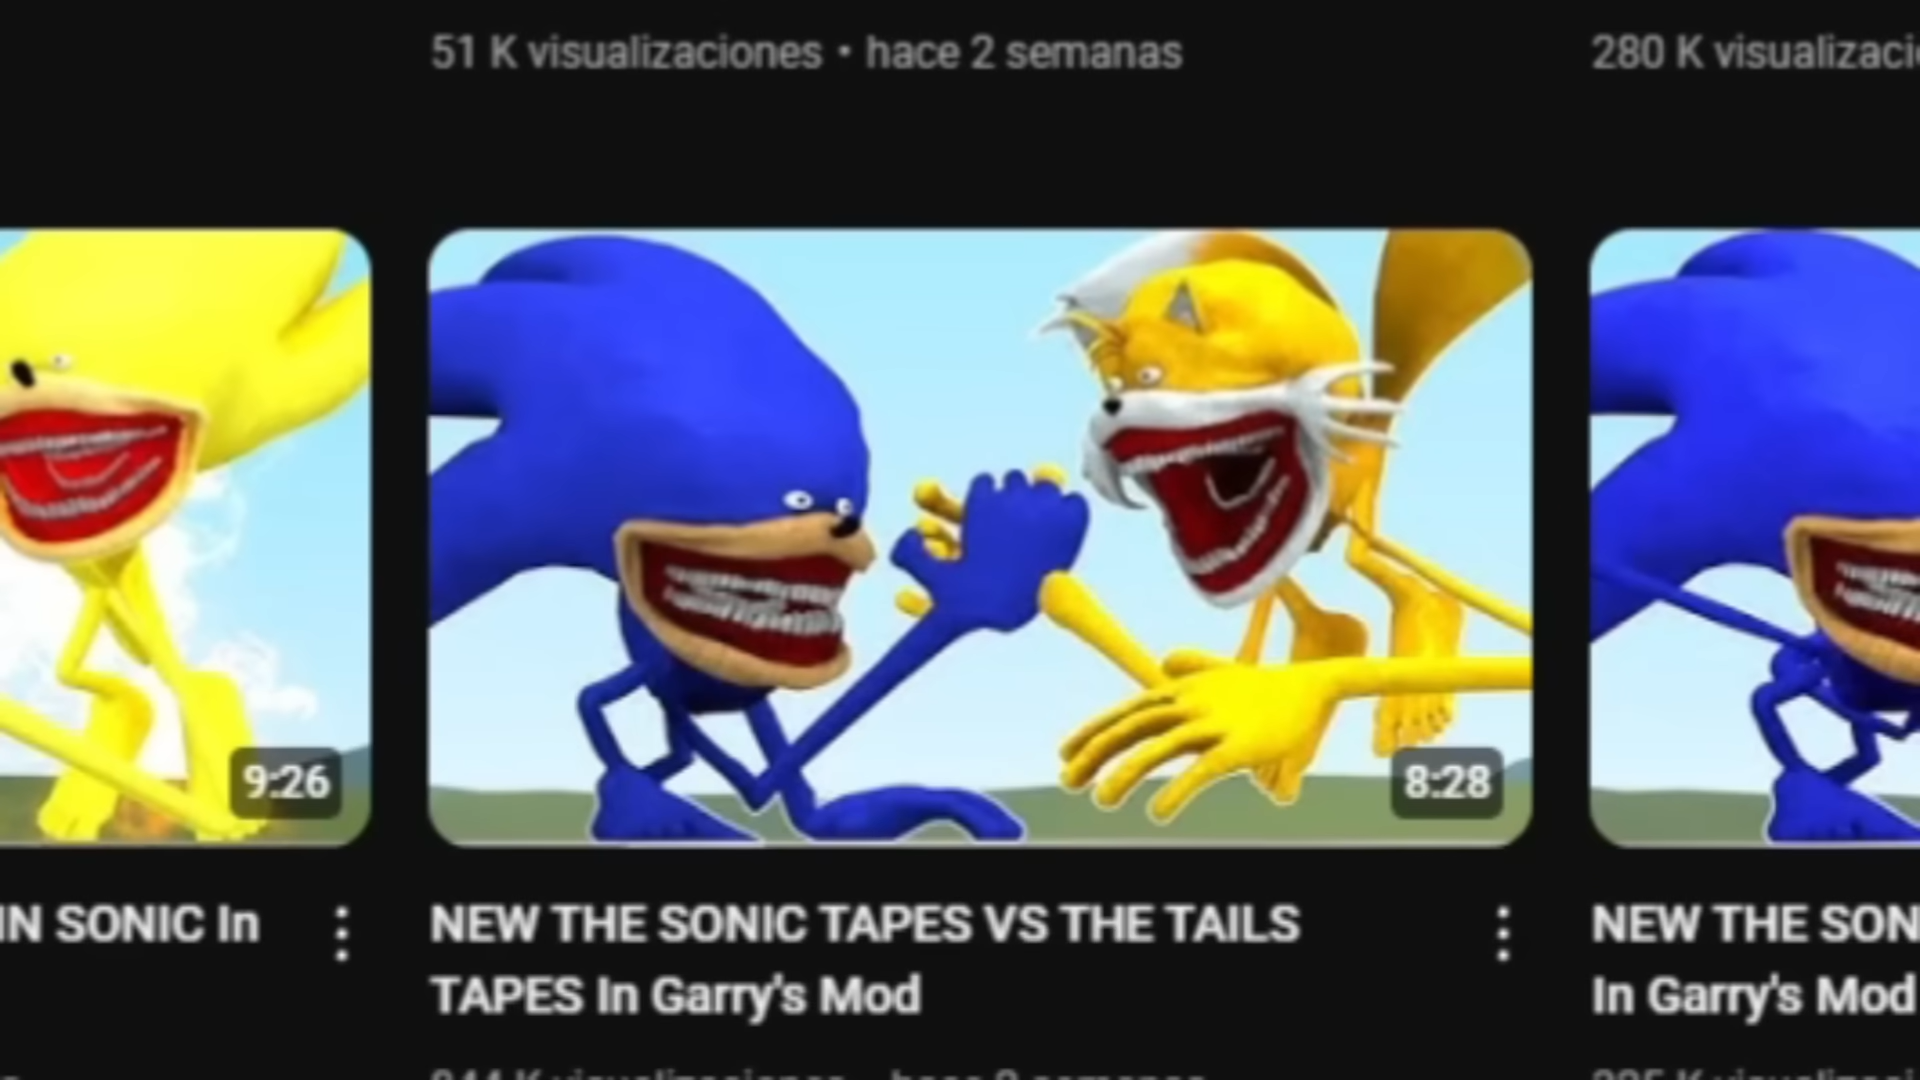 51 K visualizaciones • hace 2 semanas
280 K
9:26
8:28
IN SONIC In
NEW THE SONIC TAPES VS THE TAILS
TAPES In Garry's Mod
NEW THE SON
In Garry's Mod